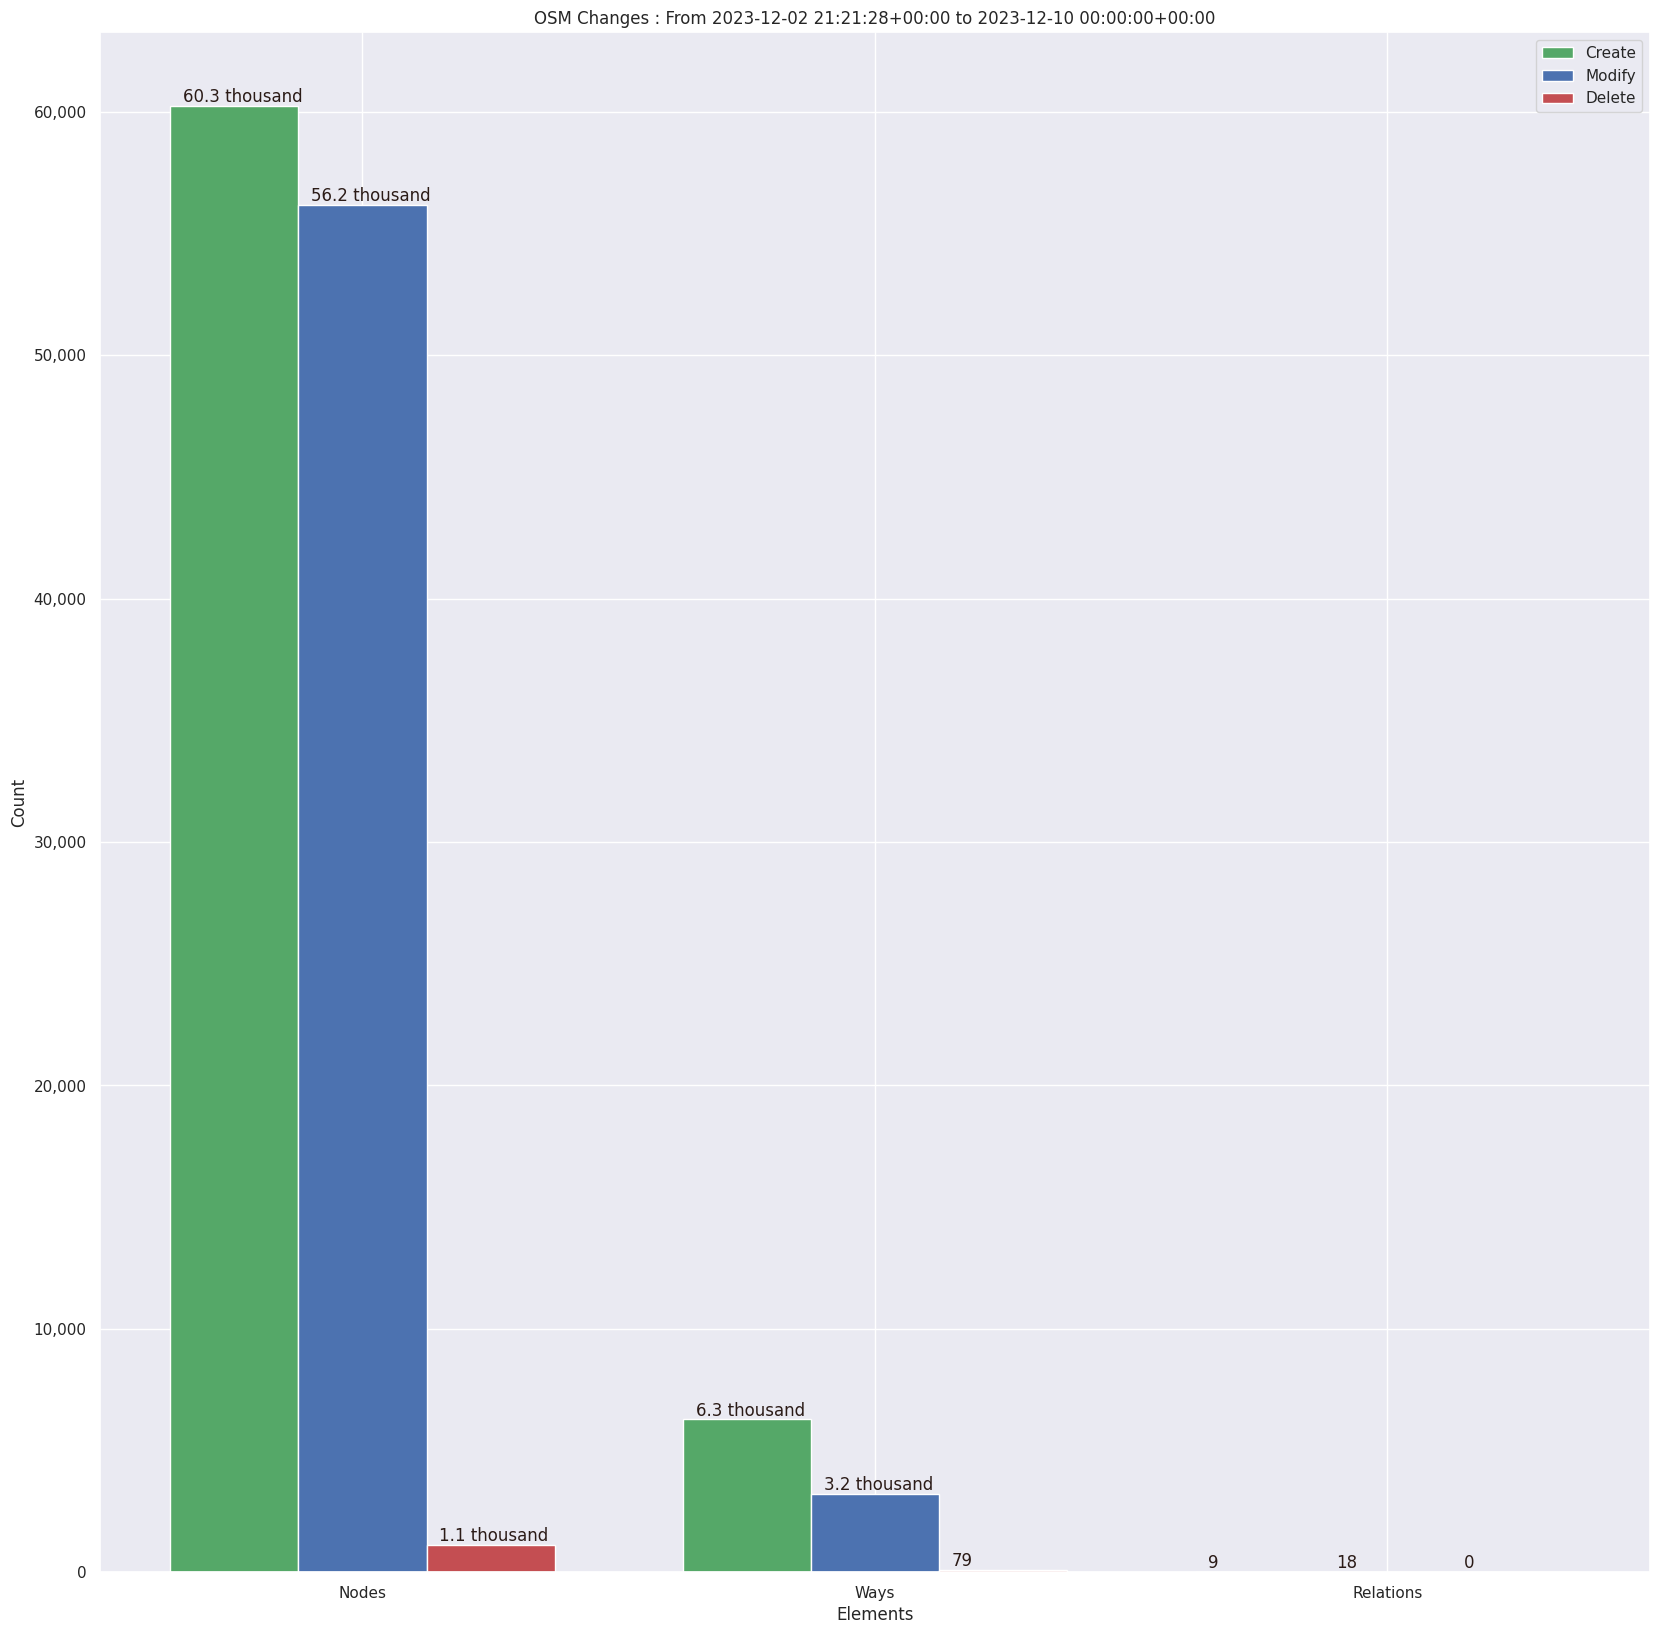 OSM Changes : From 2023-12-02 21:21:28+00:00 to 2023-12-10 00:00:00+00:00
Create
Modify
Delete
60.3 thousand
56.2 thousand
1.1 thousand
6.3 thousand
3.2 thousand
79
9
18
0
60,000
50,000
40,000
30,000
20,000
10,000
0
Count
Nodes
Ways
Relations
Elements